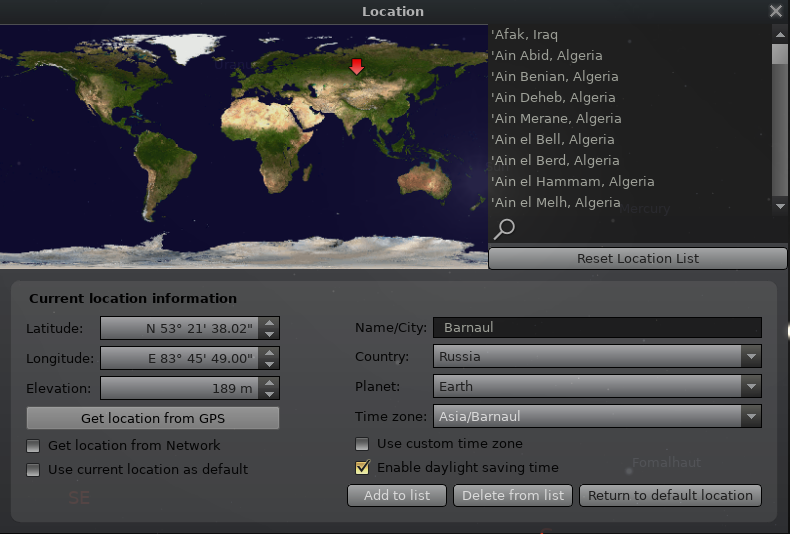 Location
'Afak, Iraq
'Ain Abid, Algeria
'Ain Benian, Algeria
'Ain Deheb, Algeria
'Ain Merane, Algeria
'Ain el Bell, Algeria
'Ain el Berd, Algeria
'Ain el Hammam, Algeria
'Ain el Melh, Algeria
Mercury
Reset Location List
Current location information
Latitude: N 53° 21' 38.02"
Longitude: E 83° 45' 49.00"
Elevation: 189 m
Get location from GPS
Get location from Network
Use current location as default
SE
Name/City: Barnaul
Country: Russia
Planet: Earth
Time zone: Asia/Barnaul
Use custom time zone
Enable daylight saving time
Fomalhaut
Add to list
Delete from list
Return to default location